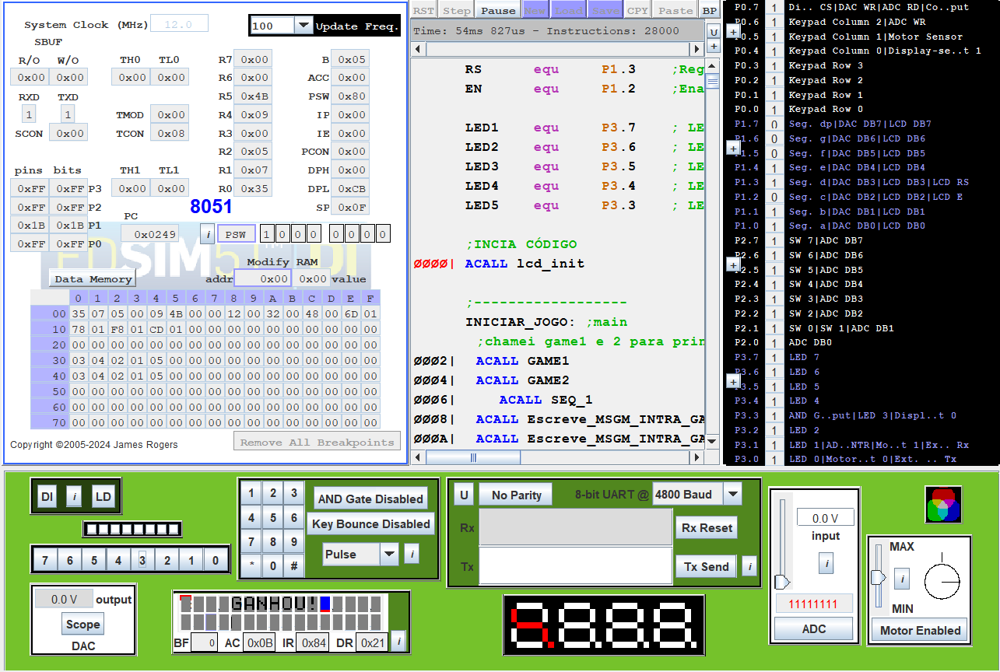 System Clock (MHz) 12.0 100 Update Freq.
SBUF
R/O W/O TH0 TL0 R7 0x00 B 0x05
0x00 0x00 0x00 0x00 R6 0x00 ACC 0x00
RXD TXD R5 0x4B PSW 0x80
1 1 TMOD 0x00 R4 0x09 IP 0x00
SCON 0x00 TCON 0x08 R3 0x00 IE 0x00
R2 0x05 PCON 0x00
pins bits TH1 TL1 R1 0x07 DPH 0x00
0xFF 0xFF P3 0x00 0x00 R0 0x35 DPL 0xCB
0xFF 0xFF P2 8051 SP 0x0F
0x1B 0x1B P1 PC 0x0249 i PSW 1 0 0 0 0 0 0 0
0xFF 0xFF P0
EDSIM51 DI
Modify RAM
Data Memory addr 0x00 0x00 value
0 1 2 3 4 5 6 7 8 9 A B C D E F
00 35 07 05 00 09 4B 00 00 12 00 32 00 48 00 6D 01
10 78 01 F8 01 CD 01 00 00 00 00 00 00 00 00 00 00
20 00 00 00 00 00 00 00 00 00 00 00 00 00 00 00 00
30 03 04 02 01 05 00 00 00 00 00 00 00 00 00 00 00
40 03 04 02 01 05 00 00 00 00 00 00 00 00 00 00 00
50 00 00 00 00 00 00 00 00 00 00 00 00 00 00 00 00
60 00 00 00 00 00 00 00 00 00 00 00 00 00 00 00 00
70 00 00 00 00 00 00 00 00 00 00 00 00 00 00 00 00
Copyright ©2005-2024 James Rogers Remove All Breakpoints
RST Step Pause New Load Save CPY Paste BP
Time: 54ms 827us - Instructions: 28000 U
+
RS equ P1.3 ;Reg
EN equ P1.2 ;Ena
LED1 equ P3.7 ; LE
LED2 equ P3.6 ; LE
LED3 equ P3.5 ; LE
LED4 equ P3.4 ; LE
LED5 equ P3.3 ; LE
;INCIA CÓDIGO
0000| ACALL lcd_init
;-------------------
INICIAR_JOGO: ;main
;chamei game1 e 2 para prin
0002| ACALL GAME1
0004| ACALL GAME2
0006| ACALL SEQ_1
0008| ACALL Escreve_MSGM_INTRA_GA
000A| ACALL Escreve_MSGM_INTRA_GA
P0.7 1 Di.. CS|DAC WR|ADC RD|Co..put
P0.6 1 Keypad Column 2|ADC WR
P0.5 1 Keypad Column 1|Motor Sensor
P0.4 1 Keypad Column 0|Display-se..t 1
P0.3 1 Keypad Row 3
P0.2 1 Keypad Row 2
P0.1 1 Keypad Row 1
P0.0 1 Keypad Row 0
P1.7 0 Seg. dp|DAC DB7|LCD DB7
P1.6 0 Seg. g|DAC DB6|LCD DB6
P1.5 0 Seg. f|DAC DB5|LCD DB5
P1.4 1 Seg. e|DAC DB4|LCD DB4
P1.3 1 Seg. d|DAC DB3|LCD DB3|LCD RS
P1.2 0 Seg. c|DAC DB2|LCD DB2|LCD E
P1.1 1 Seg. b|DAC DB1|LCD DB1
P1.0 1 Seg. a|DAC DB0|LCD DB0
P2.7 1 SW 7|ADC DB7
P2.6 1 SW 6|ADC DB6
P2.5 1 SW 5|ADC DB5
P2.4 1 SW 4|ADC DB4
P2.3 1 SW 3|ADC DB3
P2.2 1 SW 2|ADC DB2
P2.1 1 SW 0|SW 1|ADC DB1
P2.0 1 ADC DB0
P3.7 1 LED 7
P3.6 1 LED 6
P3.5 1 LED 5
P3.4 1 LED 4
P3.3 1 AND G..put|LED 3|Displ..t 0
P3.2 1 LED 2
P3.1 1 LED 1|AD..NTR|Mo..t 1|Ex.. Rx
P3.0 1 LED 0|Motor..t 0|Ext. .. Tx
DI i LD
7 6 5 4 3 2 1 0
0.0 V output
Scope
DAC
1 2 3
4 5 6
7 8 9
* 0 #
AND Gate Disabled
Key Bounce Disabled
Pulse i
GANHOU!
BF 0 AC 0x0B IR 0x84 DR 0x21 i
U No Parity 8-bit UART @ 4800 Baud
Rx Rx Reset
Tx Tx Send i
8.8.8.8.
0.0 V
input
i
11111111
ADC
MAX
i
MIN
Motor Enabled